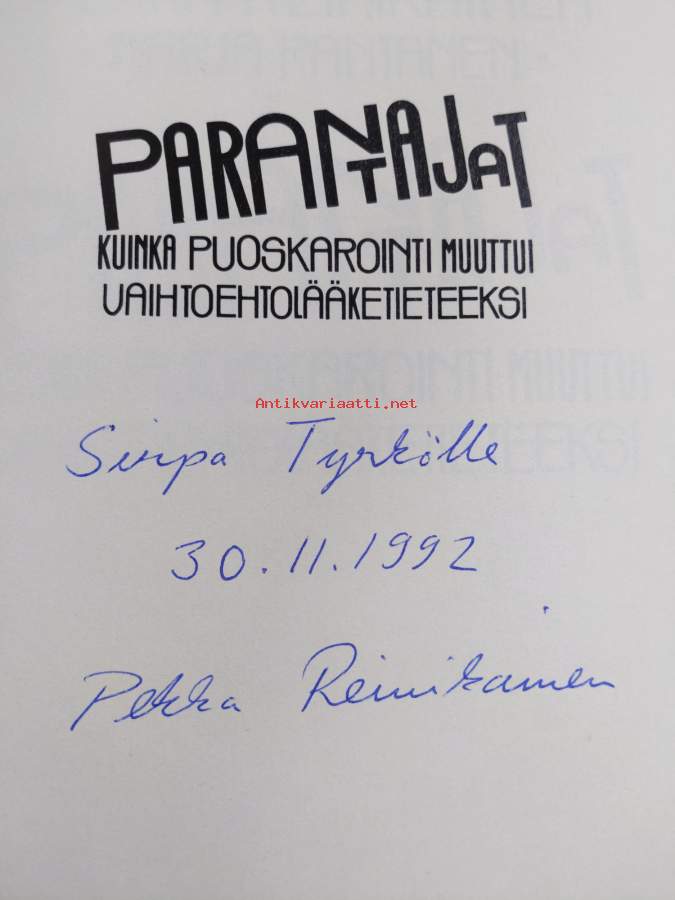 PARANTAJAT
KUINKA PUOSKAROINTI MUUTTUI
VAIHTOEHTOLÄÄKETIETEEKSI
Antikvariaatti.net
Sirpa Tyrkölle
30.11.1992
Pekka Reinikainen